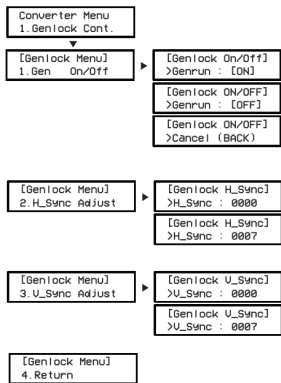 Converter Menu
1.Genlock Cont.
[Genlock Menu]
1.Gen On/Off
[Genlock On/Off]
>Genrun : [ON]
[Genlock ON/OFF]
>Genrun : [OFF]
[Genlock ON/OFF]
>Cancel (BACK)
[Genlock Menu]
2.H_Sync Adjust
[Genlock H_Sync]
>H_Sync : 0000
[Genlock H_Sync]
>H_Sync : 0007
[Genlock Menu]
3.V_Sync Adjust
[Genlock V_Sync]
>V_Sync : 0000
[Genlock V_Sync]
>V_Sync : 0007
[Genlock Menu]
4.Return